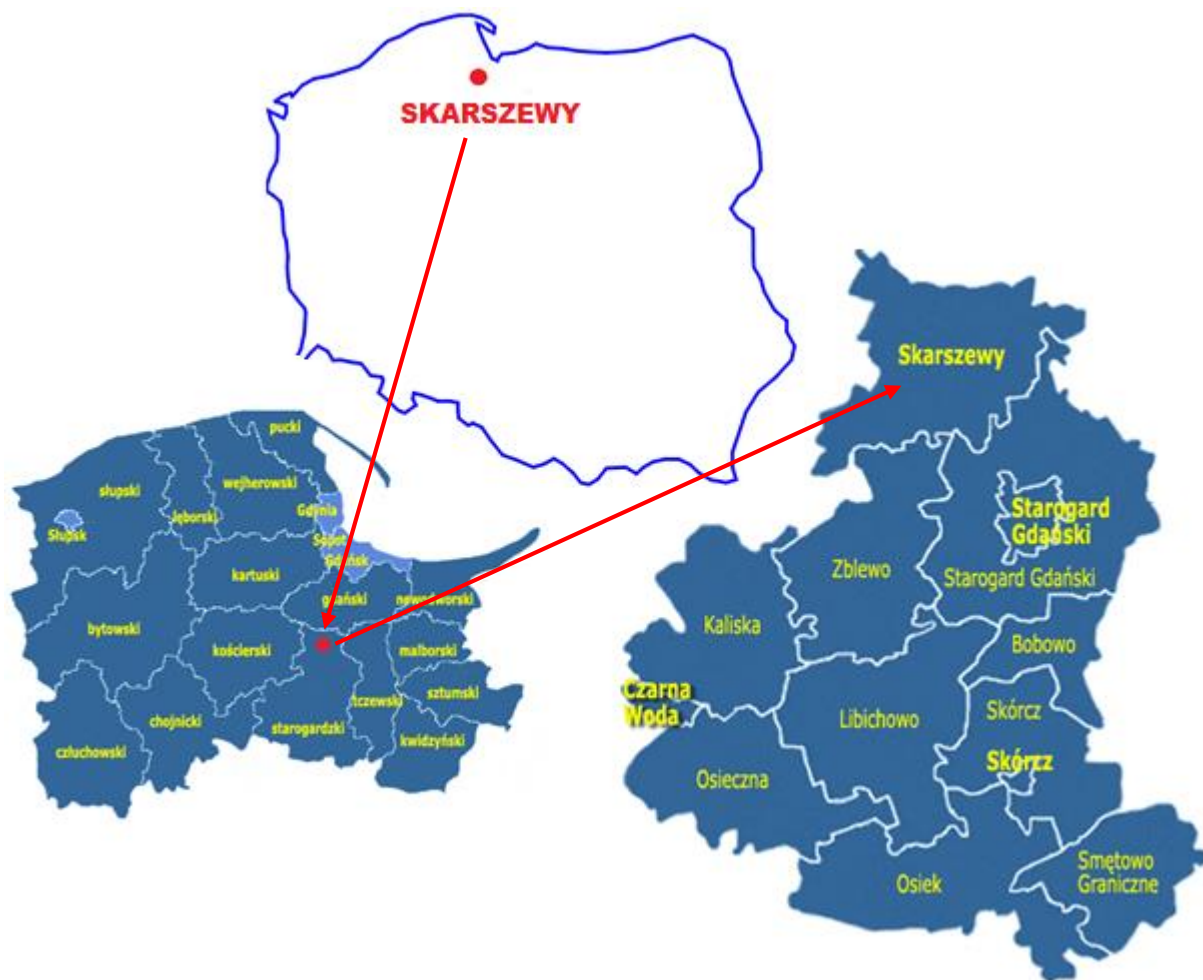 SKARSZEWY
pucki
słupski
wejherowski
lęborski
Gdynia
Słupsk
Sopot
Gdańsk
kartuski
gdański
nowodworski
bytowski
kościerski
malborski
sztumski
tczewski
chojnicki
starogardzki
kwidzyński
człuchowski
Skarszewy
Starogard
Gdański
Zblewo
Starogard Gdański
Kaliska
Bobowo
Czarna
Woda
Libichowo
Skórcz
Skórcz
Osieczna
Osiek
Smętowo
Graniczne